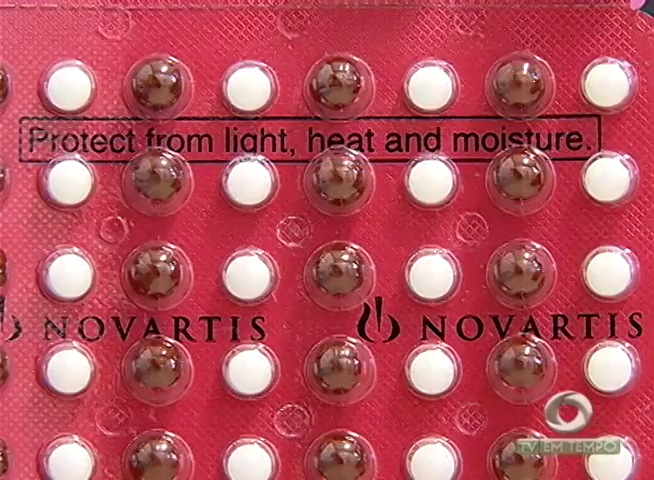 Protect from light, heat and moisture.
NOVARTIS NOVARTIS
TV EM TEMPO